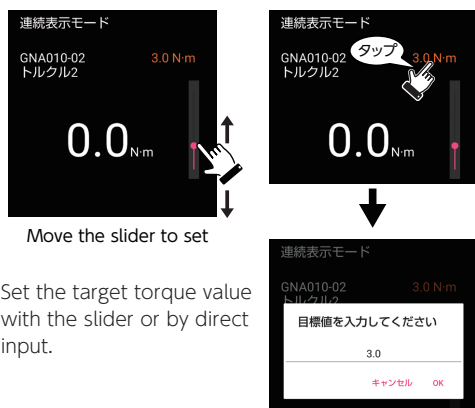 連続表示モード
GNA010-02 3.0 N·m
トルクル2
0.0 N·m
Move the slider to set
Set the target torque value
with the slider or by direct
input.
連続表示モード
GNA010-02 3.0 N·m
トルクル2
タップ
0.0 N·m
連続表示モード
GNA010-02 3.0 N·m
トルクル2
目標値を入力してください
3.0
キャンセル OK